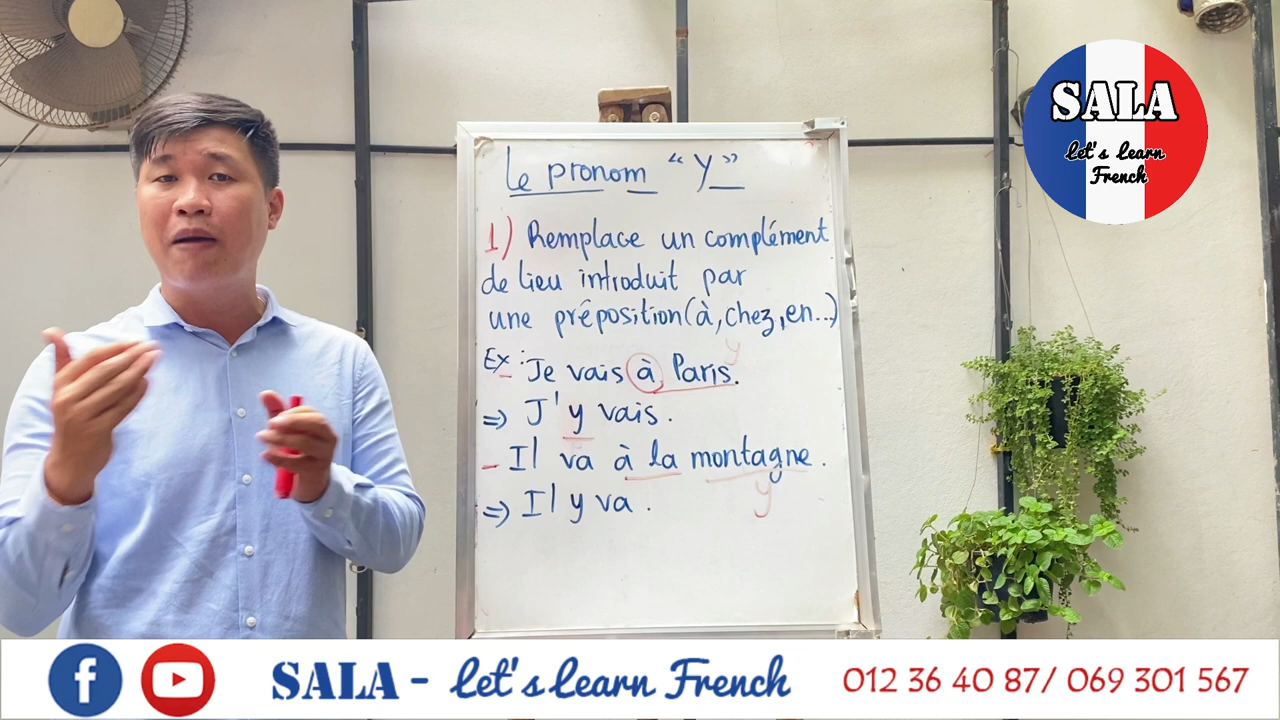 SALA
Let's Learn
French
Le pronom “ Y ”
1) Remplace un complément
de lieu introduit par
une préposition (à, chez, en...)
y
Ex : Je vais à Paris.
⇒ J'y vais.
- Il va à la montagne.
y
⇒ Il y va.
SALA - Let's Learn French 012 36 40 87/ 069 301 567